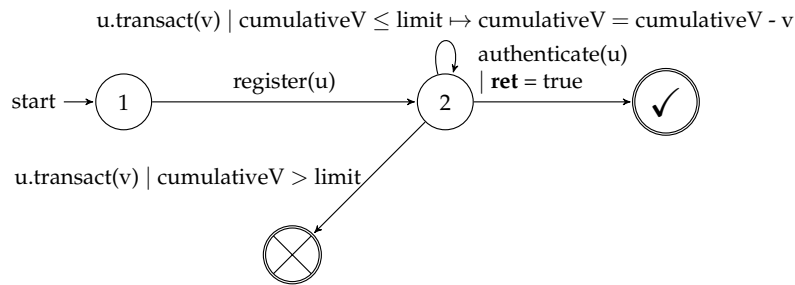 u.transact(v) | cumulativeV ≤ limit ↦ cumulativeV = cumulativeV - v
authenticate(u)
| ret = true
register(u)
start
1
2
✓
u.transact(v) | cumulativeV > limit